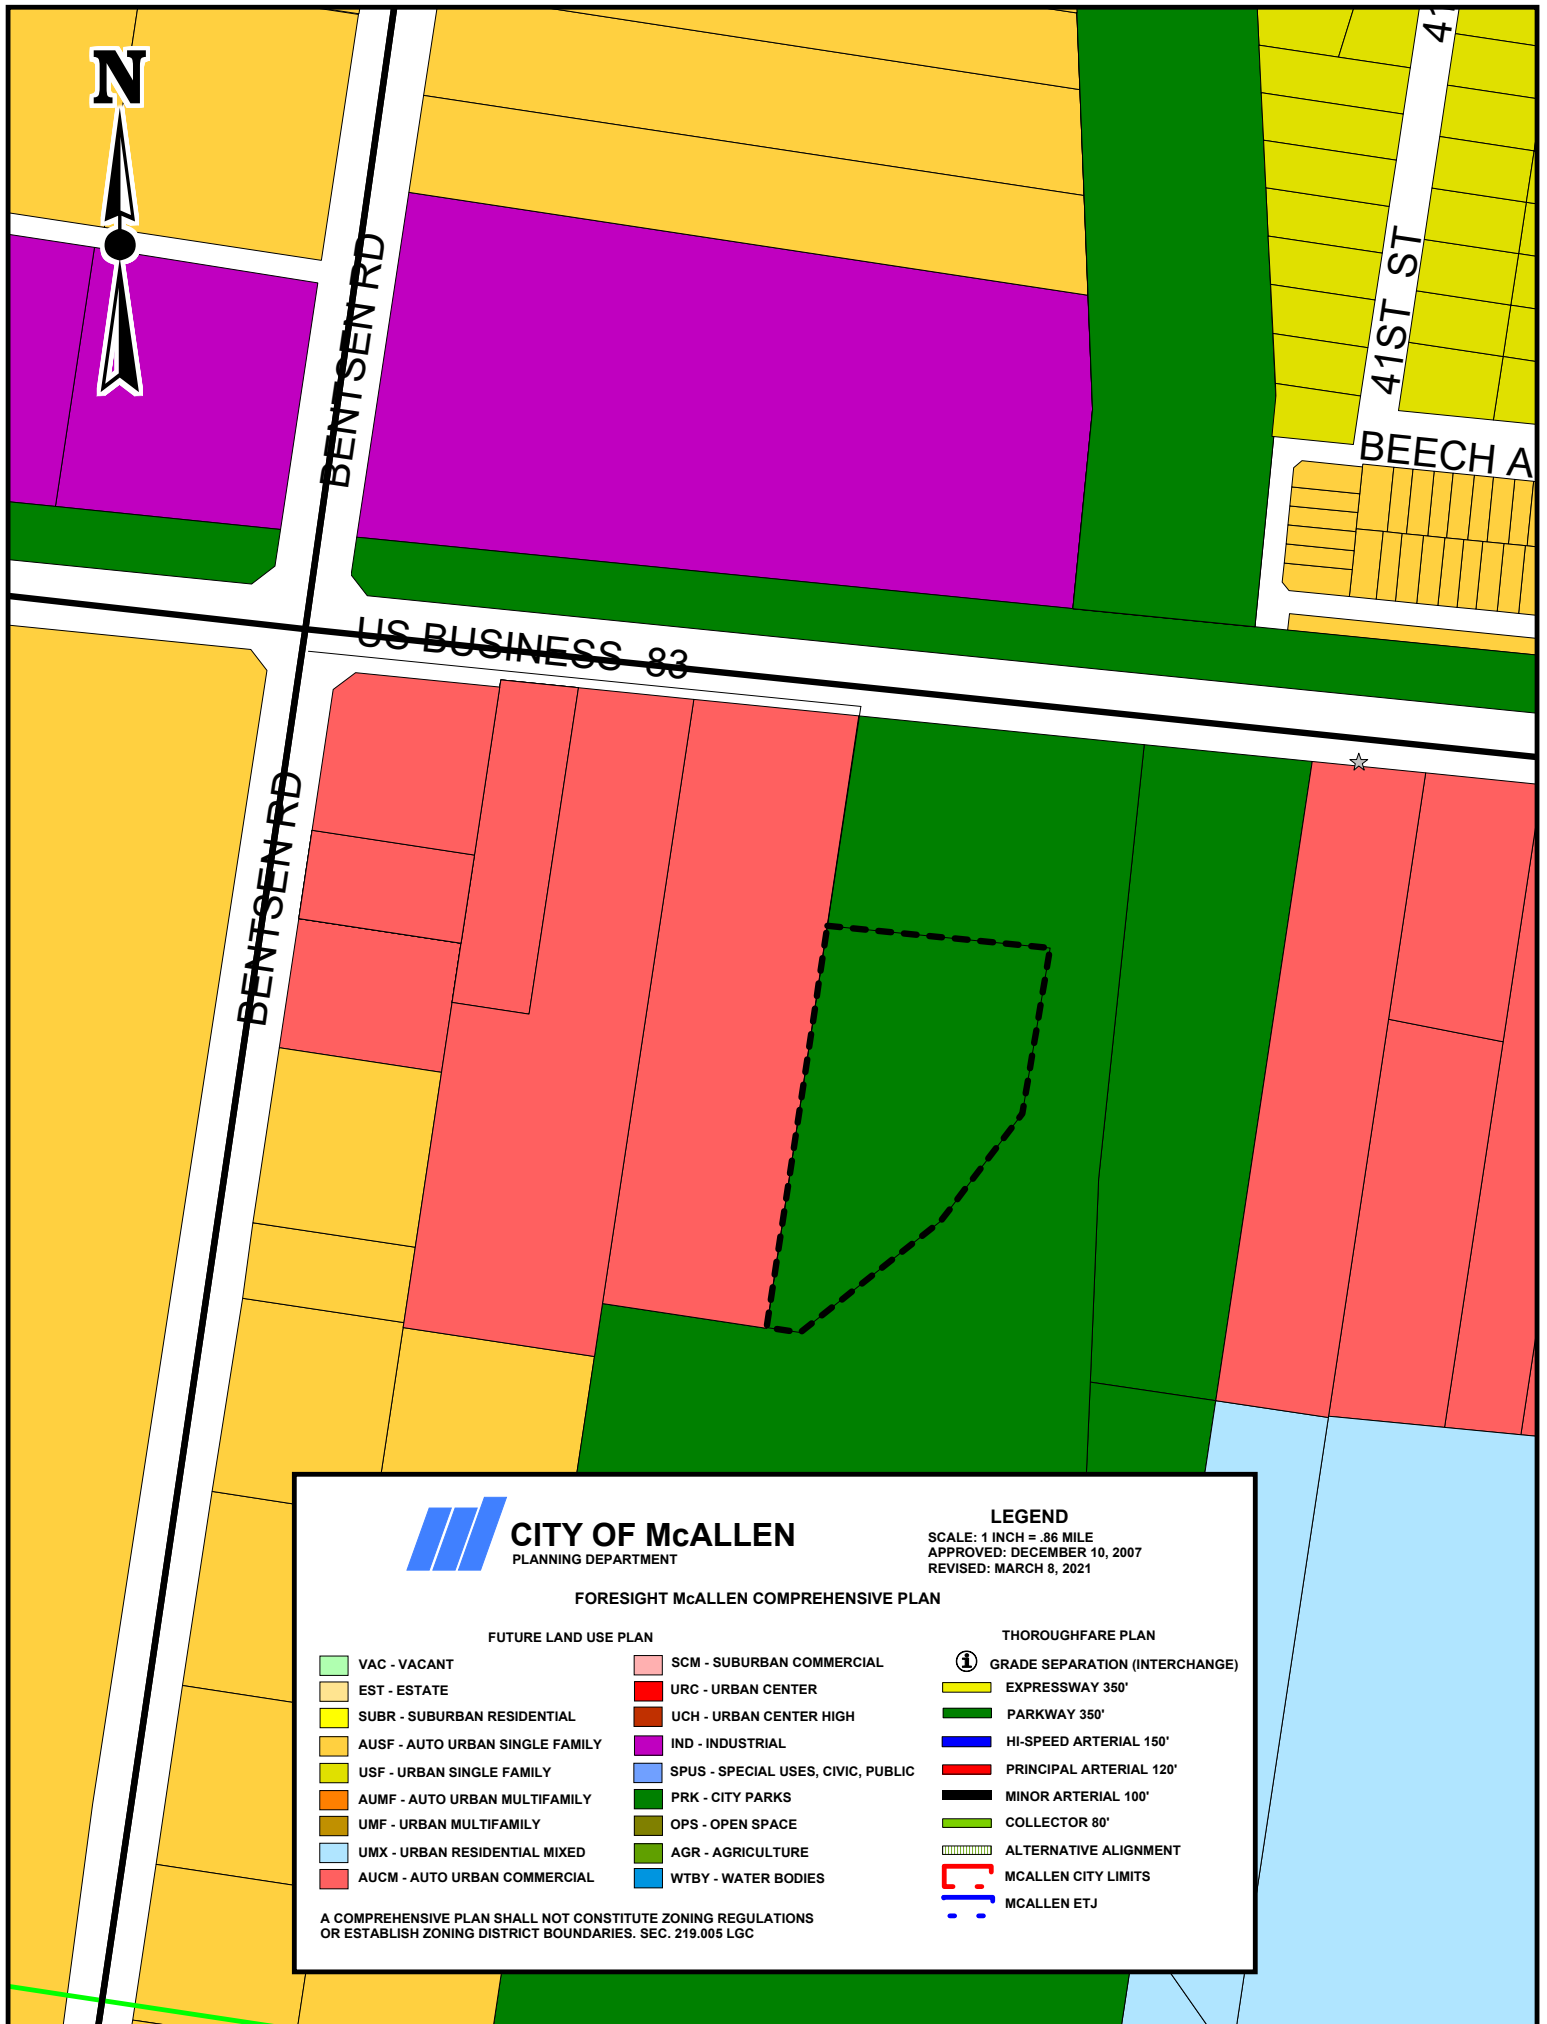 N
41
BENTSEN RD
41ST ST
BEECH A
US BUSINESS 83
BENTSEN RD
CITY OF McALLEN
PLANNING DEPARTMENT
LEGEND
SCALE: 1 INCH = .86 MILE
APPROVED: DECEMBER 10, 2007
REVISED: MARCH 8, 2021
FORESIGHT McALLEN COMPREHENSIVE PLAN
FUTURE LAND USE PLAN
VAC - VACANT
EST - ESTATE
SUBR - SUBURBAN RESIDENTIAL
AUSF - AUTO URBAN SINGLE FAMILY
USF - URBAN SINGLE FAMILY
AUMF - AUTO URBAN MULTIFAMILY
UMF - URBAN MULTIFAMILY
UMX - URBAN RESIDENTIAL MIXED
AUCM - AUTO URBAN COMMERCIAL
SCM - SUBURBAN COMMERCIAL
URC - URBAN CENTER
UCH - URBAN CENTER HIGH
IND - INDUSTRIAL
SPUS - SPECIAL USES, CIVIC, PUBLIC
PRK - CITY PARKS
OPS - OPEN SPACE
AGR - AGRICULTURE
WTBY - WATER BODIES
THOROUGHFARE PLAN
GRADE SEPARATION (INTERCHANGE)
EXPRESSWAY 350'
PARKWAY 350'
HI-SPEED ARTERIAL 150'
PRINCIPAL ARTERIAL 120'
MINOR ARTERIAL 100'
COLLECTOR 80'
ALTERNATIVE ALIGNMENT
MCALLEN CITY LIMITS
MCALLEN ETJ
A COMPREHENSIVE PLAN SHALL NOT CONSTITUTE ZONING REGULATIONS
OR ESTABLISH ZONING DISTRICT BOUNDARIES. SEC. 219.005 LGC